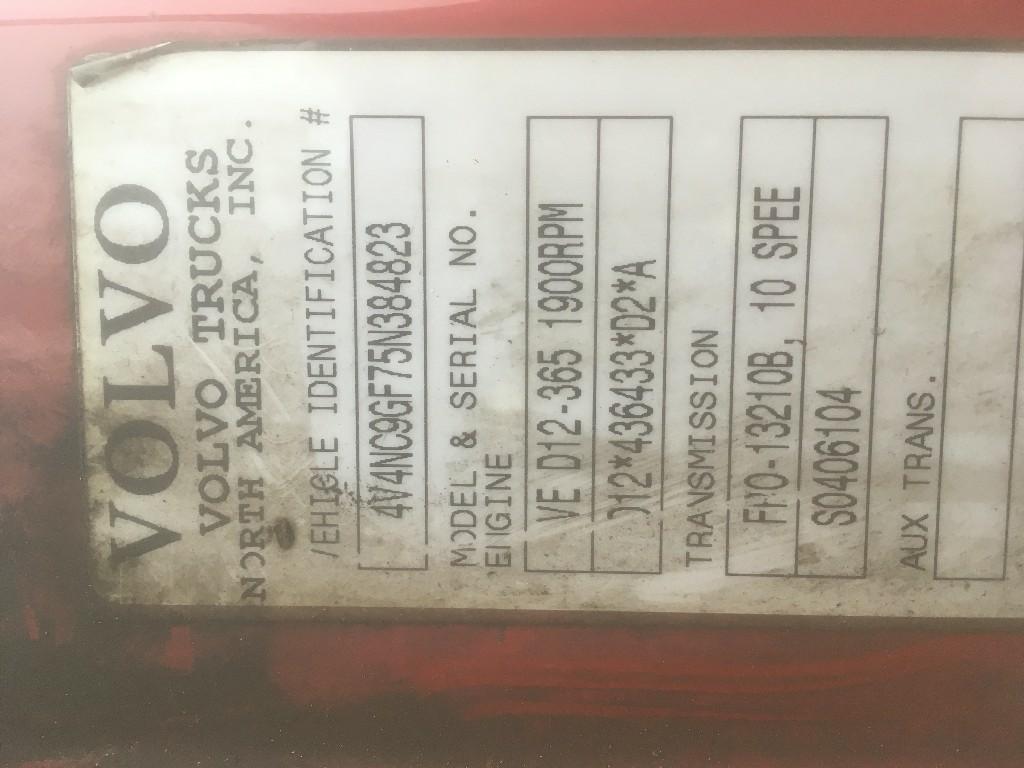 VOLVO
VOLVO TRUCKS
NORTH AMERICA, INC.
VEHICLE IDENTIFICATION #
4V4NC9GF75N384823
MODEL & SERIAL NO.
ENGINE
VE D12-365 1900RPM
D12*436433*D2*A
TRANSMISSION
FRO-13210B, 10 SPEE
S0406104
AUX TRANS.